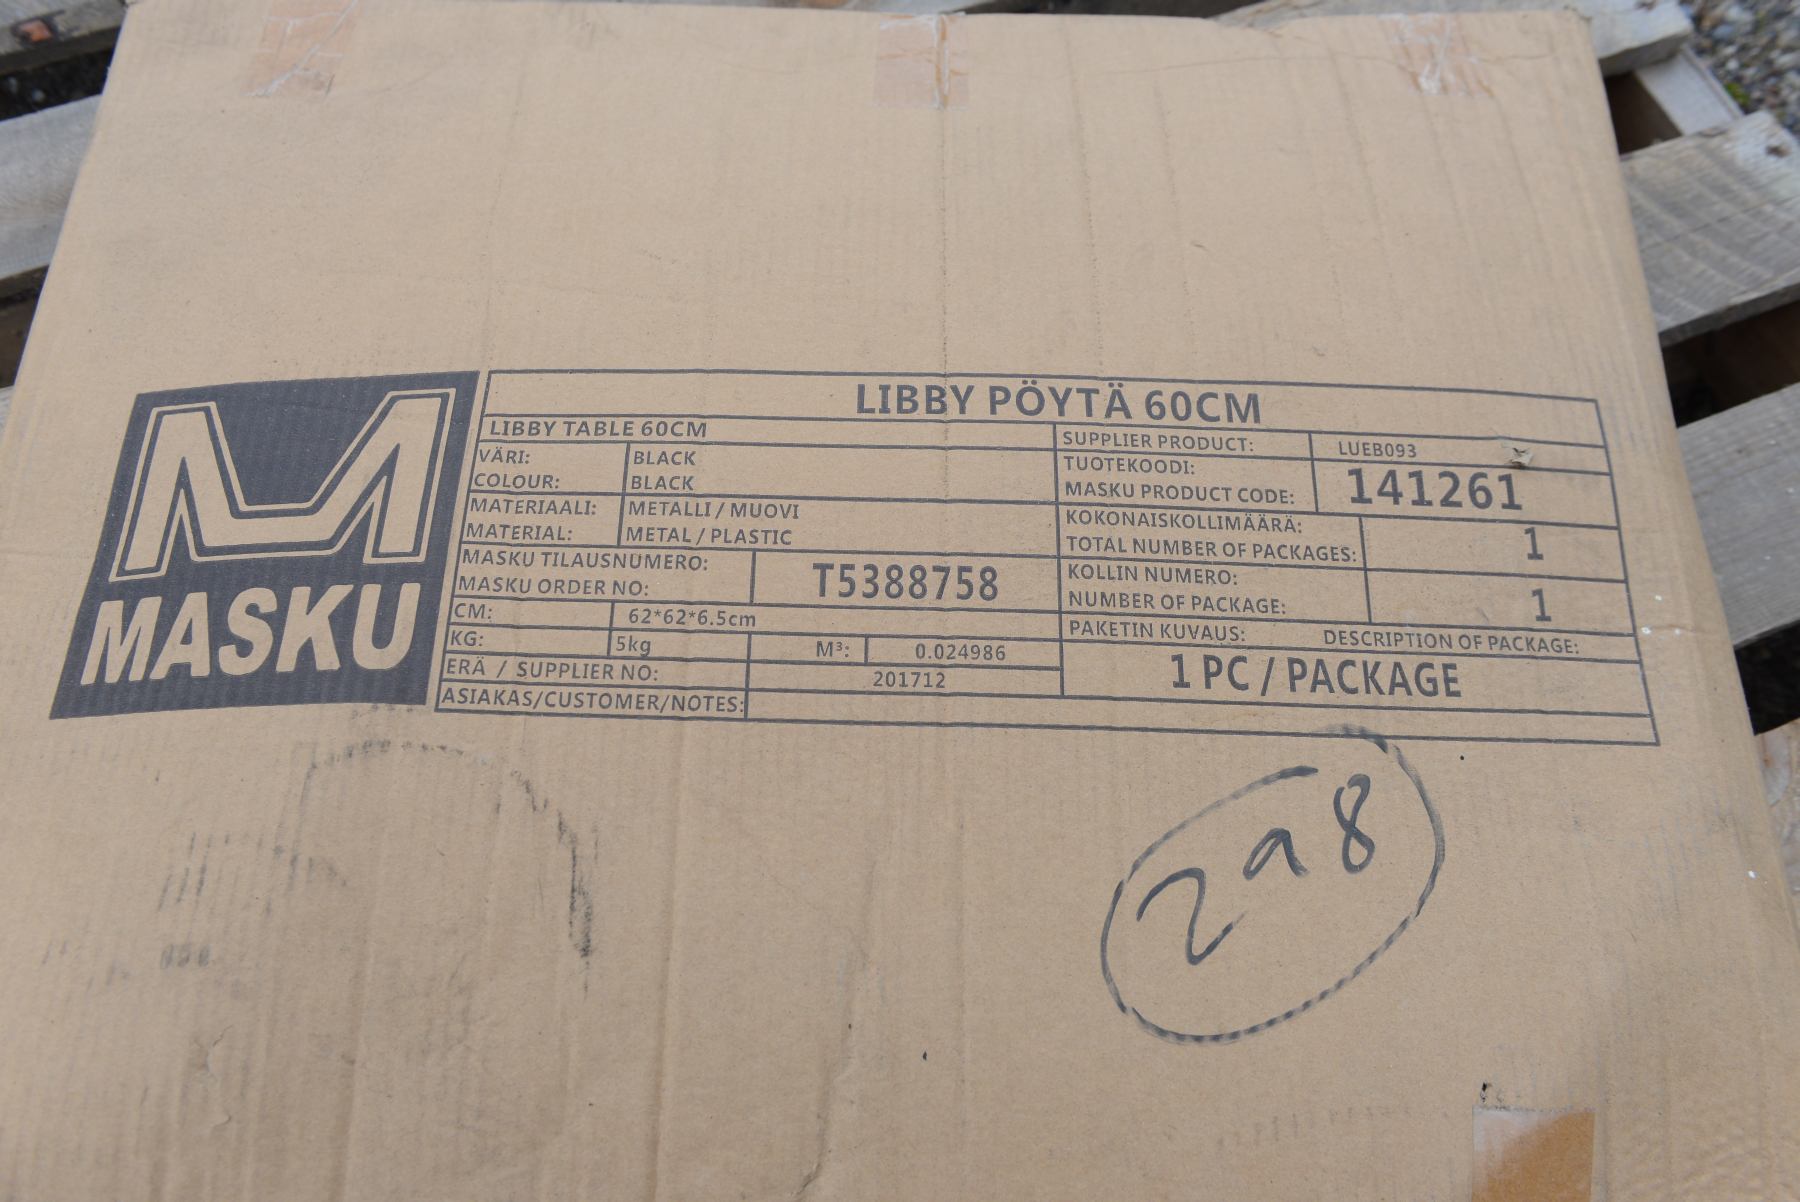 LIBBY PÖYTÄ 60CM
LIBBY TABLE 60CM
SUPPLIER PRODUCT: LUEB093
VÄRI: BLACK
COLOUR: BLACK
TUOTEKOODI:
MASKU PRODUCT CODE: 141261
MATERIAALI: METALLI / MUOVI
MATERIAL: METAL / PLASTIC
KOKONAISKOLLIMÄÄRÄ:
TOTAL NUMBER OF PACKAGES: 1
MASKU TILAUSNUMERO:
MASKU ORDER NO: T5388758
KOLLIN NUMERO:
NUMBER OF PACKAGE: 1
CM: 62*62*6.5cm
KG: 5kg M³: 0.024986
PAKETIN KUVAUS: DESCRIPTION OF PACKAGE:
1 PC / PACKAGE
ERÄ / SUPPLIER NO: 201712
ASIAKAS/CUSTOMER/NOTES:
MASKU
298